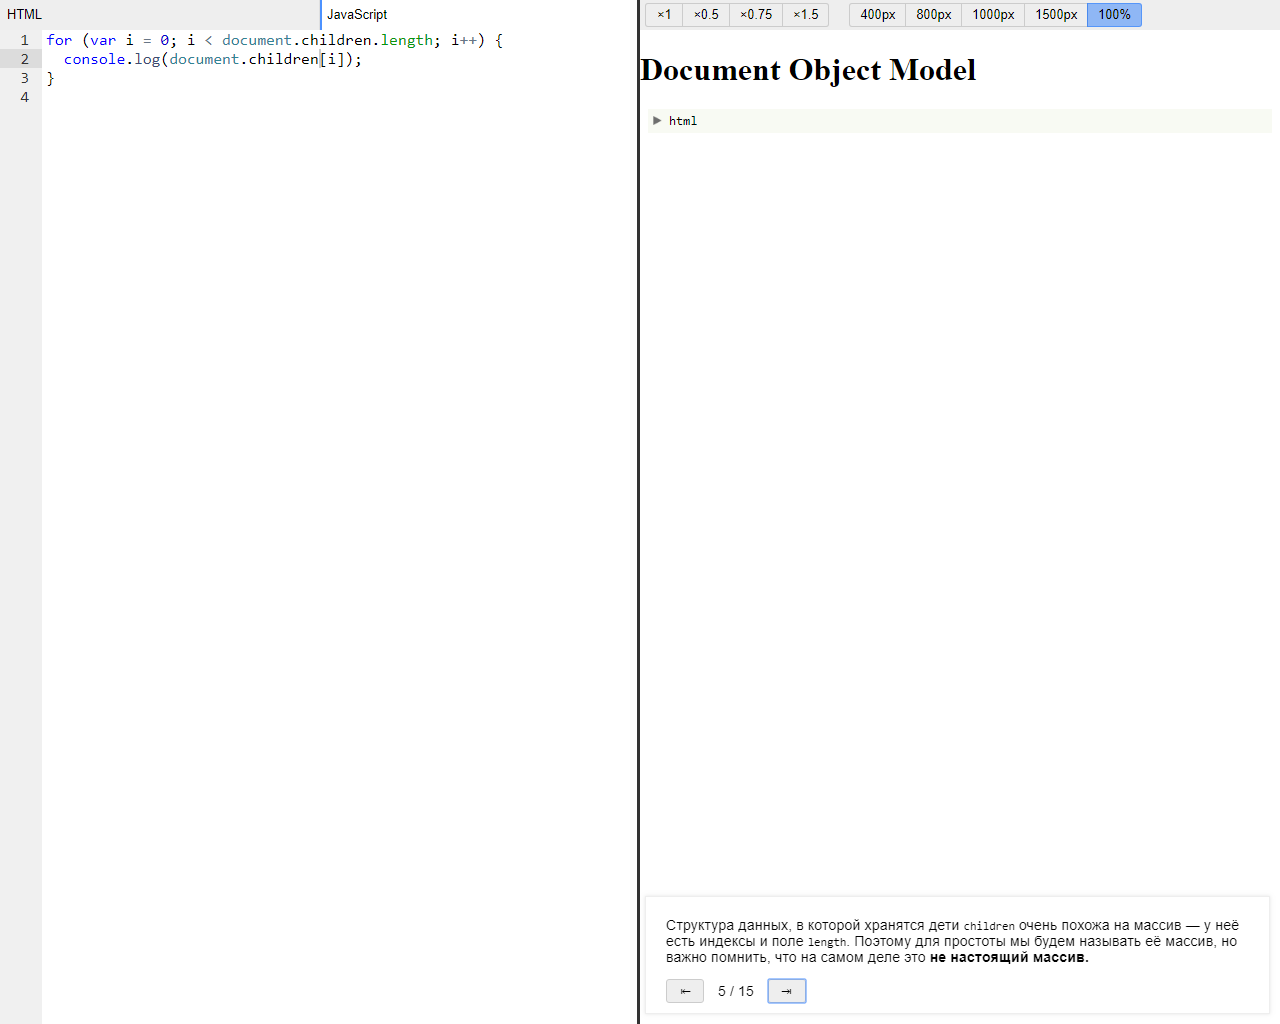 HTML
JavaScript
×1 ×0.5 ×0.75 ×1.5 400px 800px 1000px 1500px 100%
1 for (var i = 0; i < document.children.length; i++) {
2   console.log(document.children[i]);
3 }
4
Document Object Model
▶ html
Структура данных, в которой хранятся дети children очень похожа на массив — у неё
есть индексы и поле length. Поэтому для простоты мы будем называть её массив, но
важно помнить, что на самом деле это не настоящий массив.
⇤ 5 / 15 ⇥